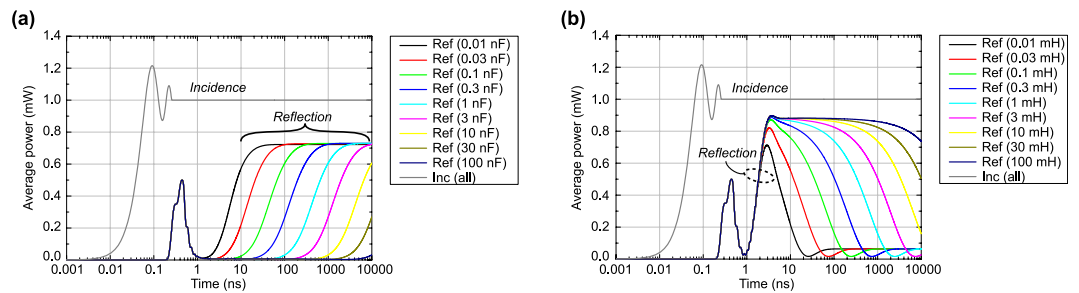 (a)
Average power (mW)
1.4
1.2
1.0
0.8
0.6
0.4
0.2
0.0
0.001
0.01
0.1
1
10
100
1000
10000
Time (ns)
Incidence
Reflection
Ref (0.01 nF)
Ref (0.03 nF)
Ref (0.1 nF)
Ref (0.3 nF)
Ref (1 nF)
Ref (3 nF)
Ref (10 nF)
Ref (30 nF)
Ref (100 nF)
Inc (all)
(b)
Average power (mW)
1.4
1.2
1.0
0.8
0.6
0.4
0.2
0.0
0.001
0.01
0.1
1
10
100
1000
10000
Time (ns)
Incidence
Reflection
Ref (0.01 mH)
Ref (0.03 mH)
Ref (0.1 mH)
Ref (0.3 mH)
Ref (1 mH)
Ref (3 mH)
Ref (10 mH)
Ref (30 mH)
Ref (100 mH)
Inc (all)